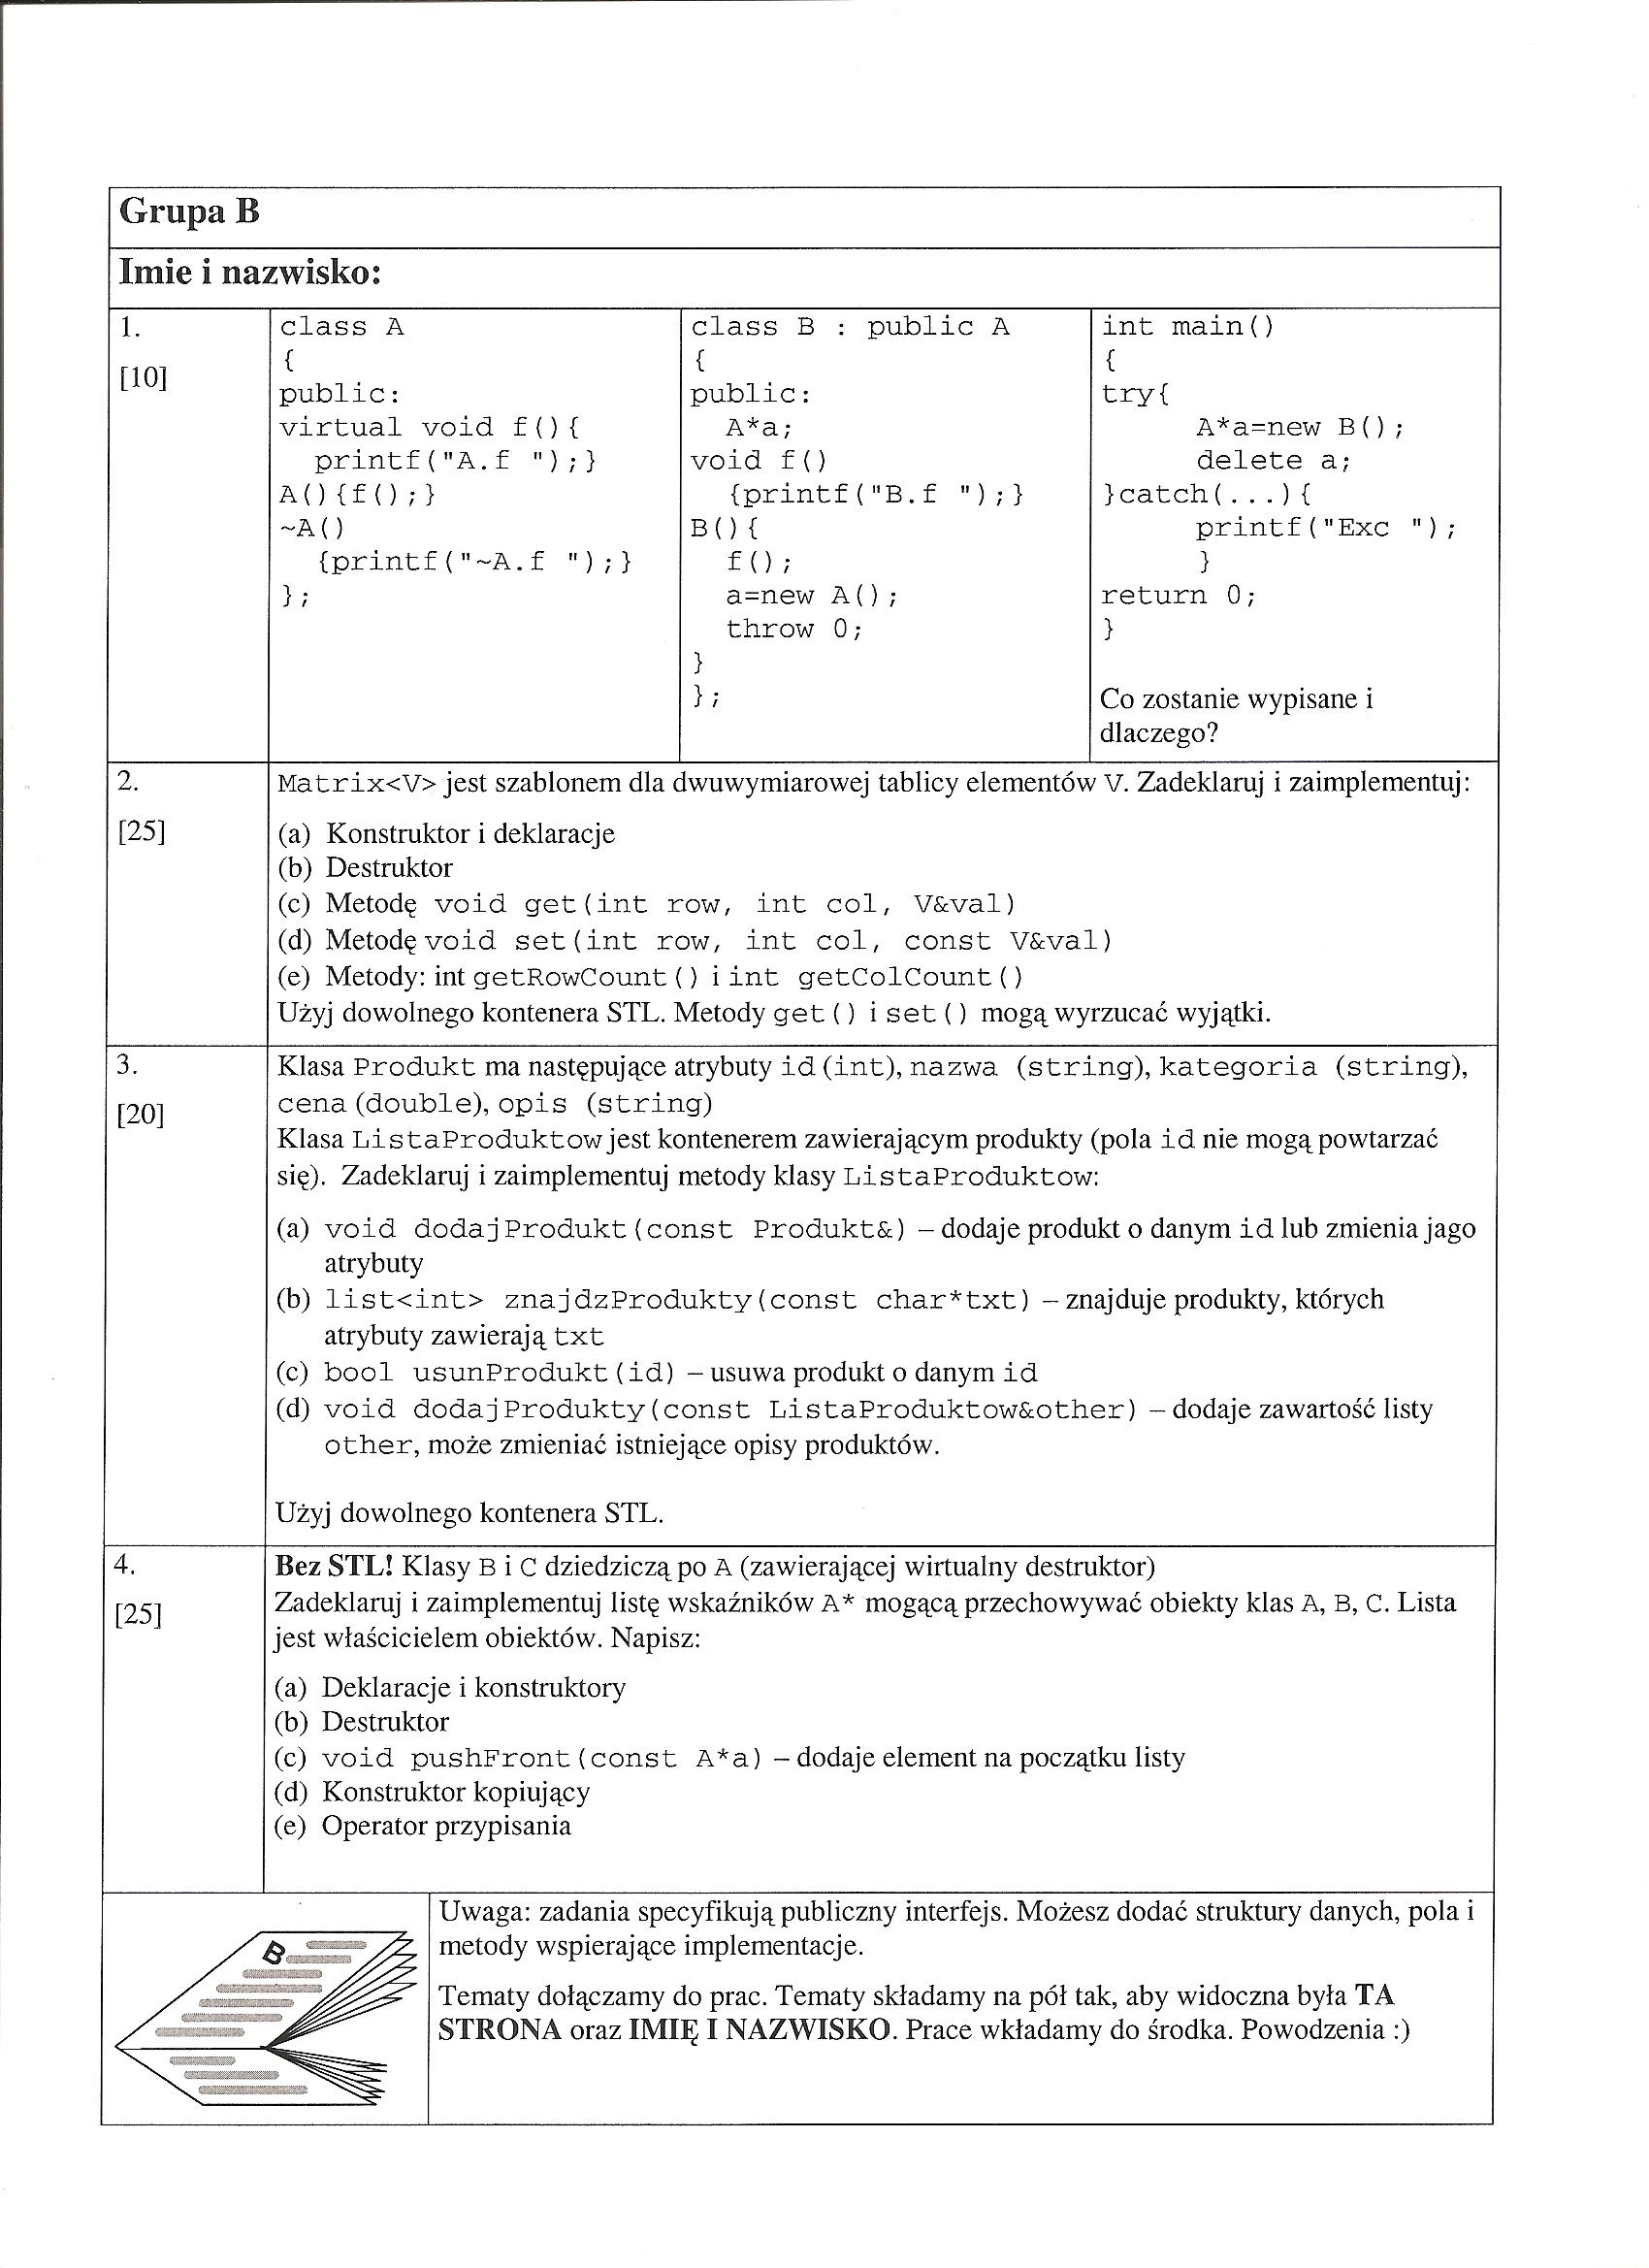 Grupa B
Imie i nazwisko:
1.
[10]
class A
{
public:
virtual void f(){
printf("A.f ");}
A(){f();}
~A()
{printf("~A.f ");}
};
class B : public A
{
public:
A*a;
void f()
{printf("B.f ");}
B(){
f();
a=new A();
throw 0;
}
};
int main()
{
try{
A*a=new B();
delete a;
}catch(...){
printf("Exc ");
}
return 0;
}
Co zostanie wypisane i
dlaczego?
2.
[25]
Matrix<V> jest szablonem dla dwuwymiarowej tablicy elementów V. Zadeklaruj i zaimplementuj:
(a) Konstruktor i deklaracje
(b) Destruktor
(c) Metodę void get(int row, int col, V&val)
(d) Metodę void set(int row, int col, const V&val)
(e) Metody: int getRowCount() i int getColCount()
Użyj dowolnego kontenera STL. Metody get() i set() mogą wyrzucać wyjątki.
3.
[20]
Klasa Produkt ma następujące atrybuty id (int), nazwa (string), kategoria (string),
cena (double), opis (string)
Klasa ListaProduktow jest kontenerem zawierającym produkty (pola id nie mogą powtarzać
się). Zadeklaruj i zaimplementuj metody klasy ListaProduktow:
(a) void dodajProdukt(const Produkt&) – dodaje produkt o danym id lub zmienia jago
atrybuty
(b) list<int> znajdzProdukty(const char*txt) – znajduje produkty, których
atrybuty zawierają txt
(c) bool usunProdukt(id) – usuwa produkt o danym id
(d) void dodajProdukty(const ListaProduktow&other) – dodaje zawartość listy
other, może zmieniać istniejące opisy produktów.
Użyj dowolnego kontenera STL.
4.
[25]
Bez STL! Klasy B i C dziedziczą po A (zawierającej wirtualny destruktor)
Zadeklaruj i zaimplementuj listę wskaźników A* mogącą przechowywać obiekty klas A, B, C. Lista
jest właścicielem obiektów. Napisz:
(a) Deklaracje i konstruktory
(b) Destruktor
(c) void pushFront(const A*a) – dodaje element na początku listy
(d) Konstruktor kopiujący
(e) Operator przypisania
B
Uwaga: zadania specyfikują publiczny interfejs. Możesz dodać struktury danych, pola i
metody wspierające implementacje.
Tematy dołączamy do prac. Tematy składamy na pół tak, aby widoczna była TA
STRONA oraz IMIĘ I NAZWISKO. Prace wkładamy do środka. Powodzenia :)